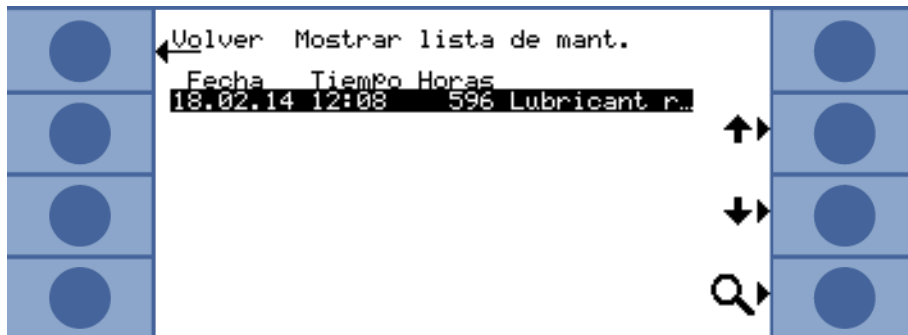 Volver Mostrar lista de mant.
Fecha Tiempo Horas
18.02.14 12:08 596 Lubricant r…